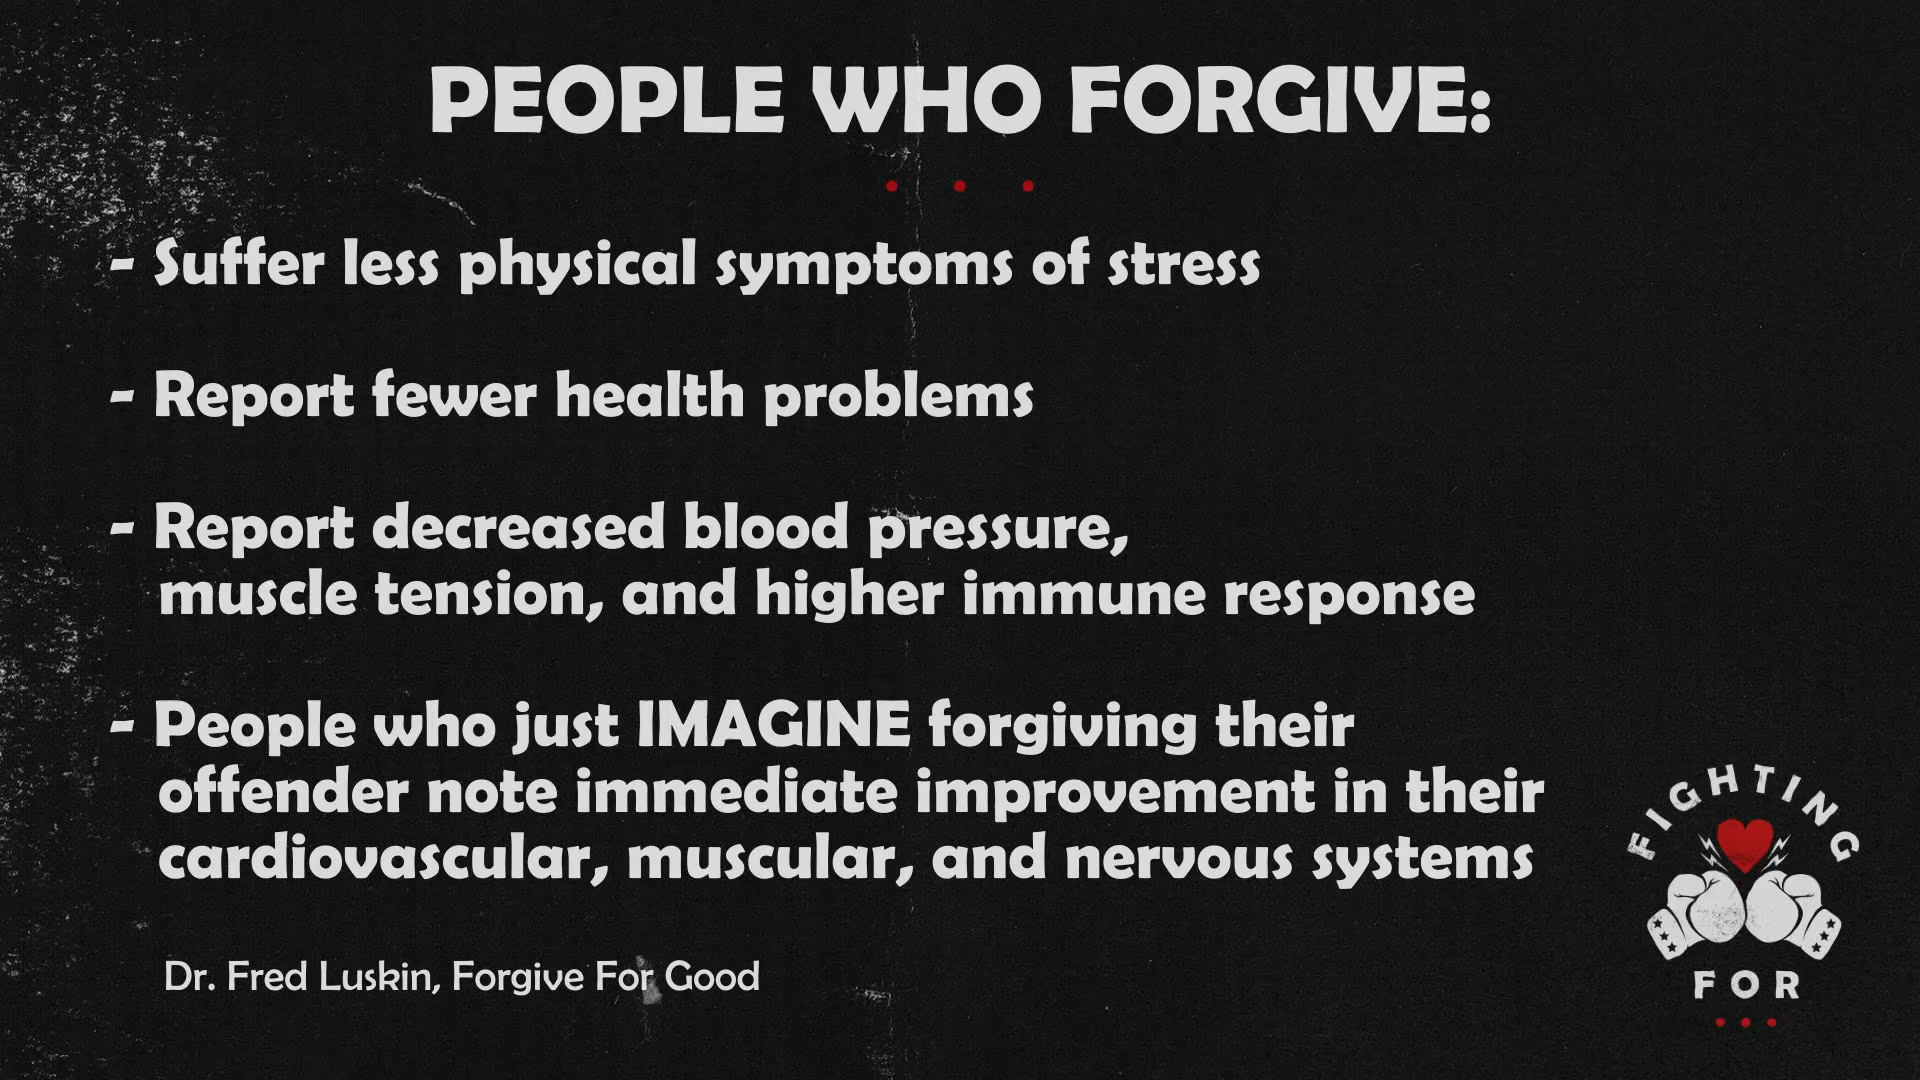 PEOPLE WHO FORGIVE:
- Suffer less physical symptoms of stress
- Report fewer health problems
- Report decreased blood pressure,
muscle tension, and higher immune response
- People who just IMAGINE forgiving their
offender note immediate improvement in their
cardiovascular, muscular, and nervous systems
Dr. Fred Luskin, Forgive For Good
FIGHTING
FOR